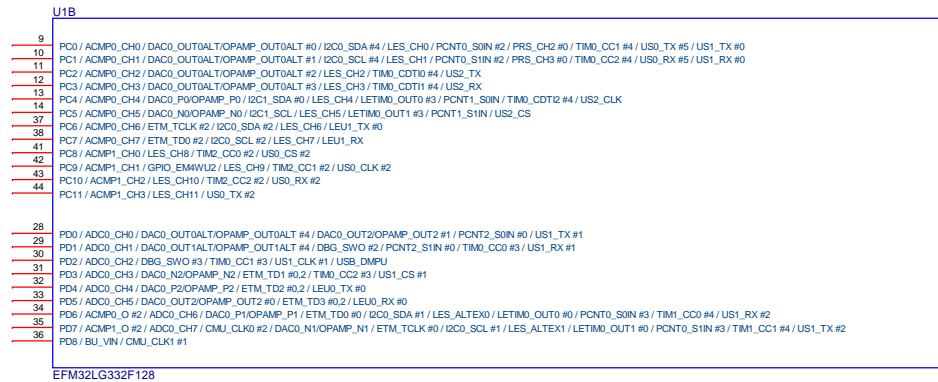 U1B
9 PC0 / ACMP0_CH0 / DAC0_OUT0ALT/OPAMP_OUT0ALT #0 / I2C0_SDA #4 / LES_CH0 / PCNT0_S0IN #2 / PRS_CH2 #0 / TIM0_CC1 #4 / US0_TX #5 / US1_TX #0
10 PC1 / ACMP0_CH1 / DAC0_OUT0ALT/OPAMP_OUT0ALT #1 / I2C0_SCL #4 / LES_CH1 / PCNT0_S1IN #2 / PRS_CH3 #0 / TIM0_CC2 #4 / US0_RX #5 / US1_RX #0
11 PC2 / ACMP0_CH2 / DAC0_OUT0ALT/OPAMP_OUT0ALT #2 / LES_CH2 / TIM0_CDTI0 #4 / US2_TX
12 PC3 / ACMP0_CH3 / DAC0_OUT0ALT/OPAMP_OUT0ALT #3 / LES_CH3 / TIM0_CDTI1 #4 / US2_RX
13 PC4 / ACMP0_CH4 / DAC0_P0/OPAMP_P0 / I2C1_SDA #0 / LES_CH4 / LETIM0_OUT0 #3 / PCNT1_S0IN / TIM0_CDTI2 #4 / US2_CLK
14 PC5 / ACMP0_CH5 / DAC0_N0/OPAMP_N0 / I2C1_SCL / LES_CH5 / LETIM0_OUT1 #3 / PCNT1_S1IN / US2_CS
37 PC6 / ACMP0_CH6 / ETM_TCLK #2 / I2C0_SDA #2 / LES_CH6 / LEU1_TX #0
38 PC7 / ACMP0_CH7 / ETM_TD0 #2 / I2C0_SCL #2 / LES_CH7 / LEU1_RX
41 PC8 / ACMP1_CH0 / LES_CH8 / TIM2_CC0 #2 / US0_CS #2
42 PC9 / ACMP1_CH1 / GPIO_EM4WU2 / LES_CH9 / TIM2_CC1 #2 / US0_CLK #2
43 PC10 / ACMP1_CH2 / LES_CH10 / TIM2_CC2 #2 / US0_RX #2
44 PC11 / ACMP1_CH3 / LES_CH11 / US0_TX #2
28 PD0 / ADC0_CH0 / DAC0_OUT0ALT/OPAMP_OUT0ALT #4 / DAC0_OUT2/OPAMP_OUT2 #1 / PCNT2_S0IN #0 / US1_TX #1
29 PD1 / ADC0_CH1 / DAC0_OUT1ALT/OPAMP_OUT1ALT #4 / DBG_SWO #2 / PCNT2_S1IN #0 / TIM0_CC0 #3 / US1_RX #1
30 PD2 / ADC0_CH2 / DBG_SWO #3 / TIM0_CC1 #3 / US1_CLK #1 / USB_DMPU
31 PD3 / ADC0_CH3 / DAC0_N2/OPAMP_N2 / ETM_TD1 #0,2 / TIM0_CC2 #3 / US1_CS #1
32 PD4 / ADC0_CH4 / DAC0_P2/OPAMP_P2 / ETM_TD2 #0,2 / LEU0_TX #0
33 PD5 / ADC0_CH5 / DAC0_OUT2/OPAMP_OUT2 #0 / ETM_TD3 #0,2 / LEU0_RX #0
34 PD6 / ACMP0_O #2 / ADC0_CH6 / DAC0_P1/OPAMP_P1 / ETM_TD0 #0 / I2C0_SDA #1 / LES_ALTEX0 / LETIM0_OUT0 #0 / PCNT0_S0IN #3 / TIM1_CC0 #4 / US1_RX #2
35 PD7 / ACMP1_O #2 / ADC0_CH7 / CMU_CLK0 #2 / DAC0_N1/OPAMP_N1 / ETM_TCLK #0 / I2C0_SCL #1 / LES_ALTEX1 / LETIM0_OUT1 #0 / PCNT0_S1IN #3 / TIM1_CC1 #4 / US1_TX #2
36 PD8 / BU_VIN / CMU_CLK1 #1
EFM32LG332F128